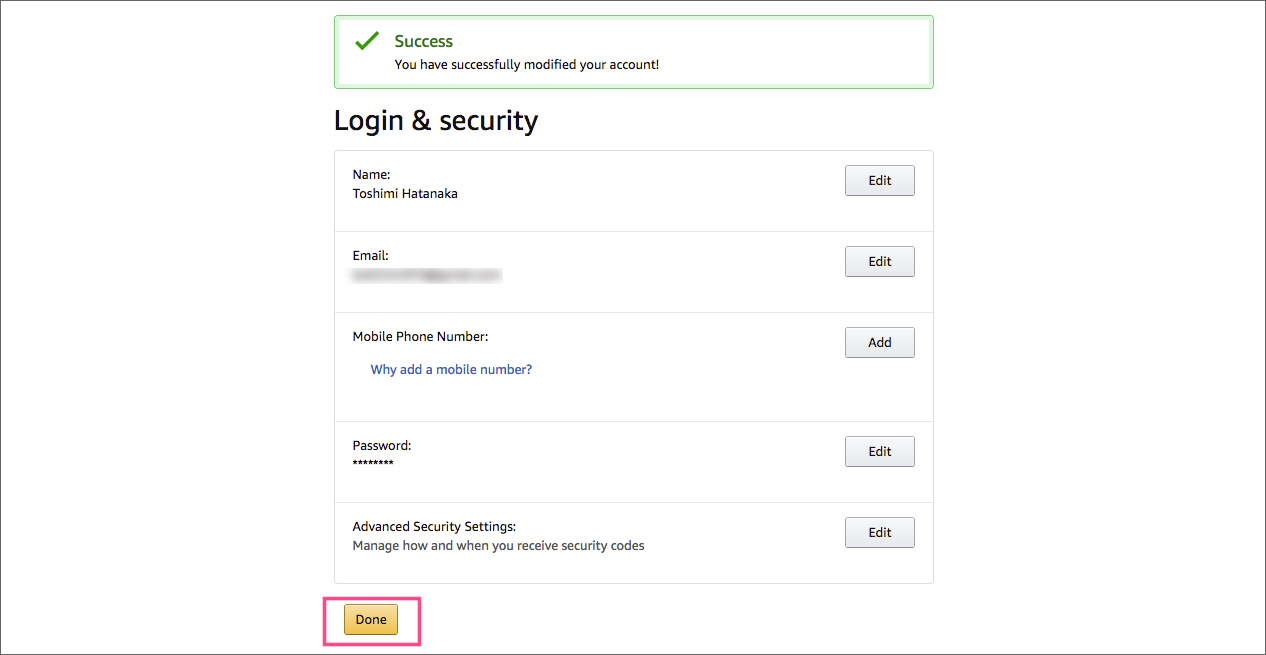 Success
You have successfully modified your account!
Login & security
Name:
Toshimi Hatanaka
Edit
Email:
Edit
Mobile Phone Number:
Add
Why add a mobile number?
Password:
********
Edit
Advanced Security Settings:
Manage how and when you receive security codes
Edit
Done